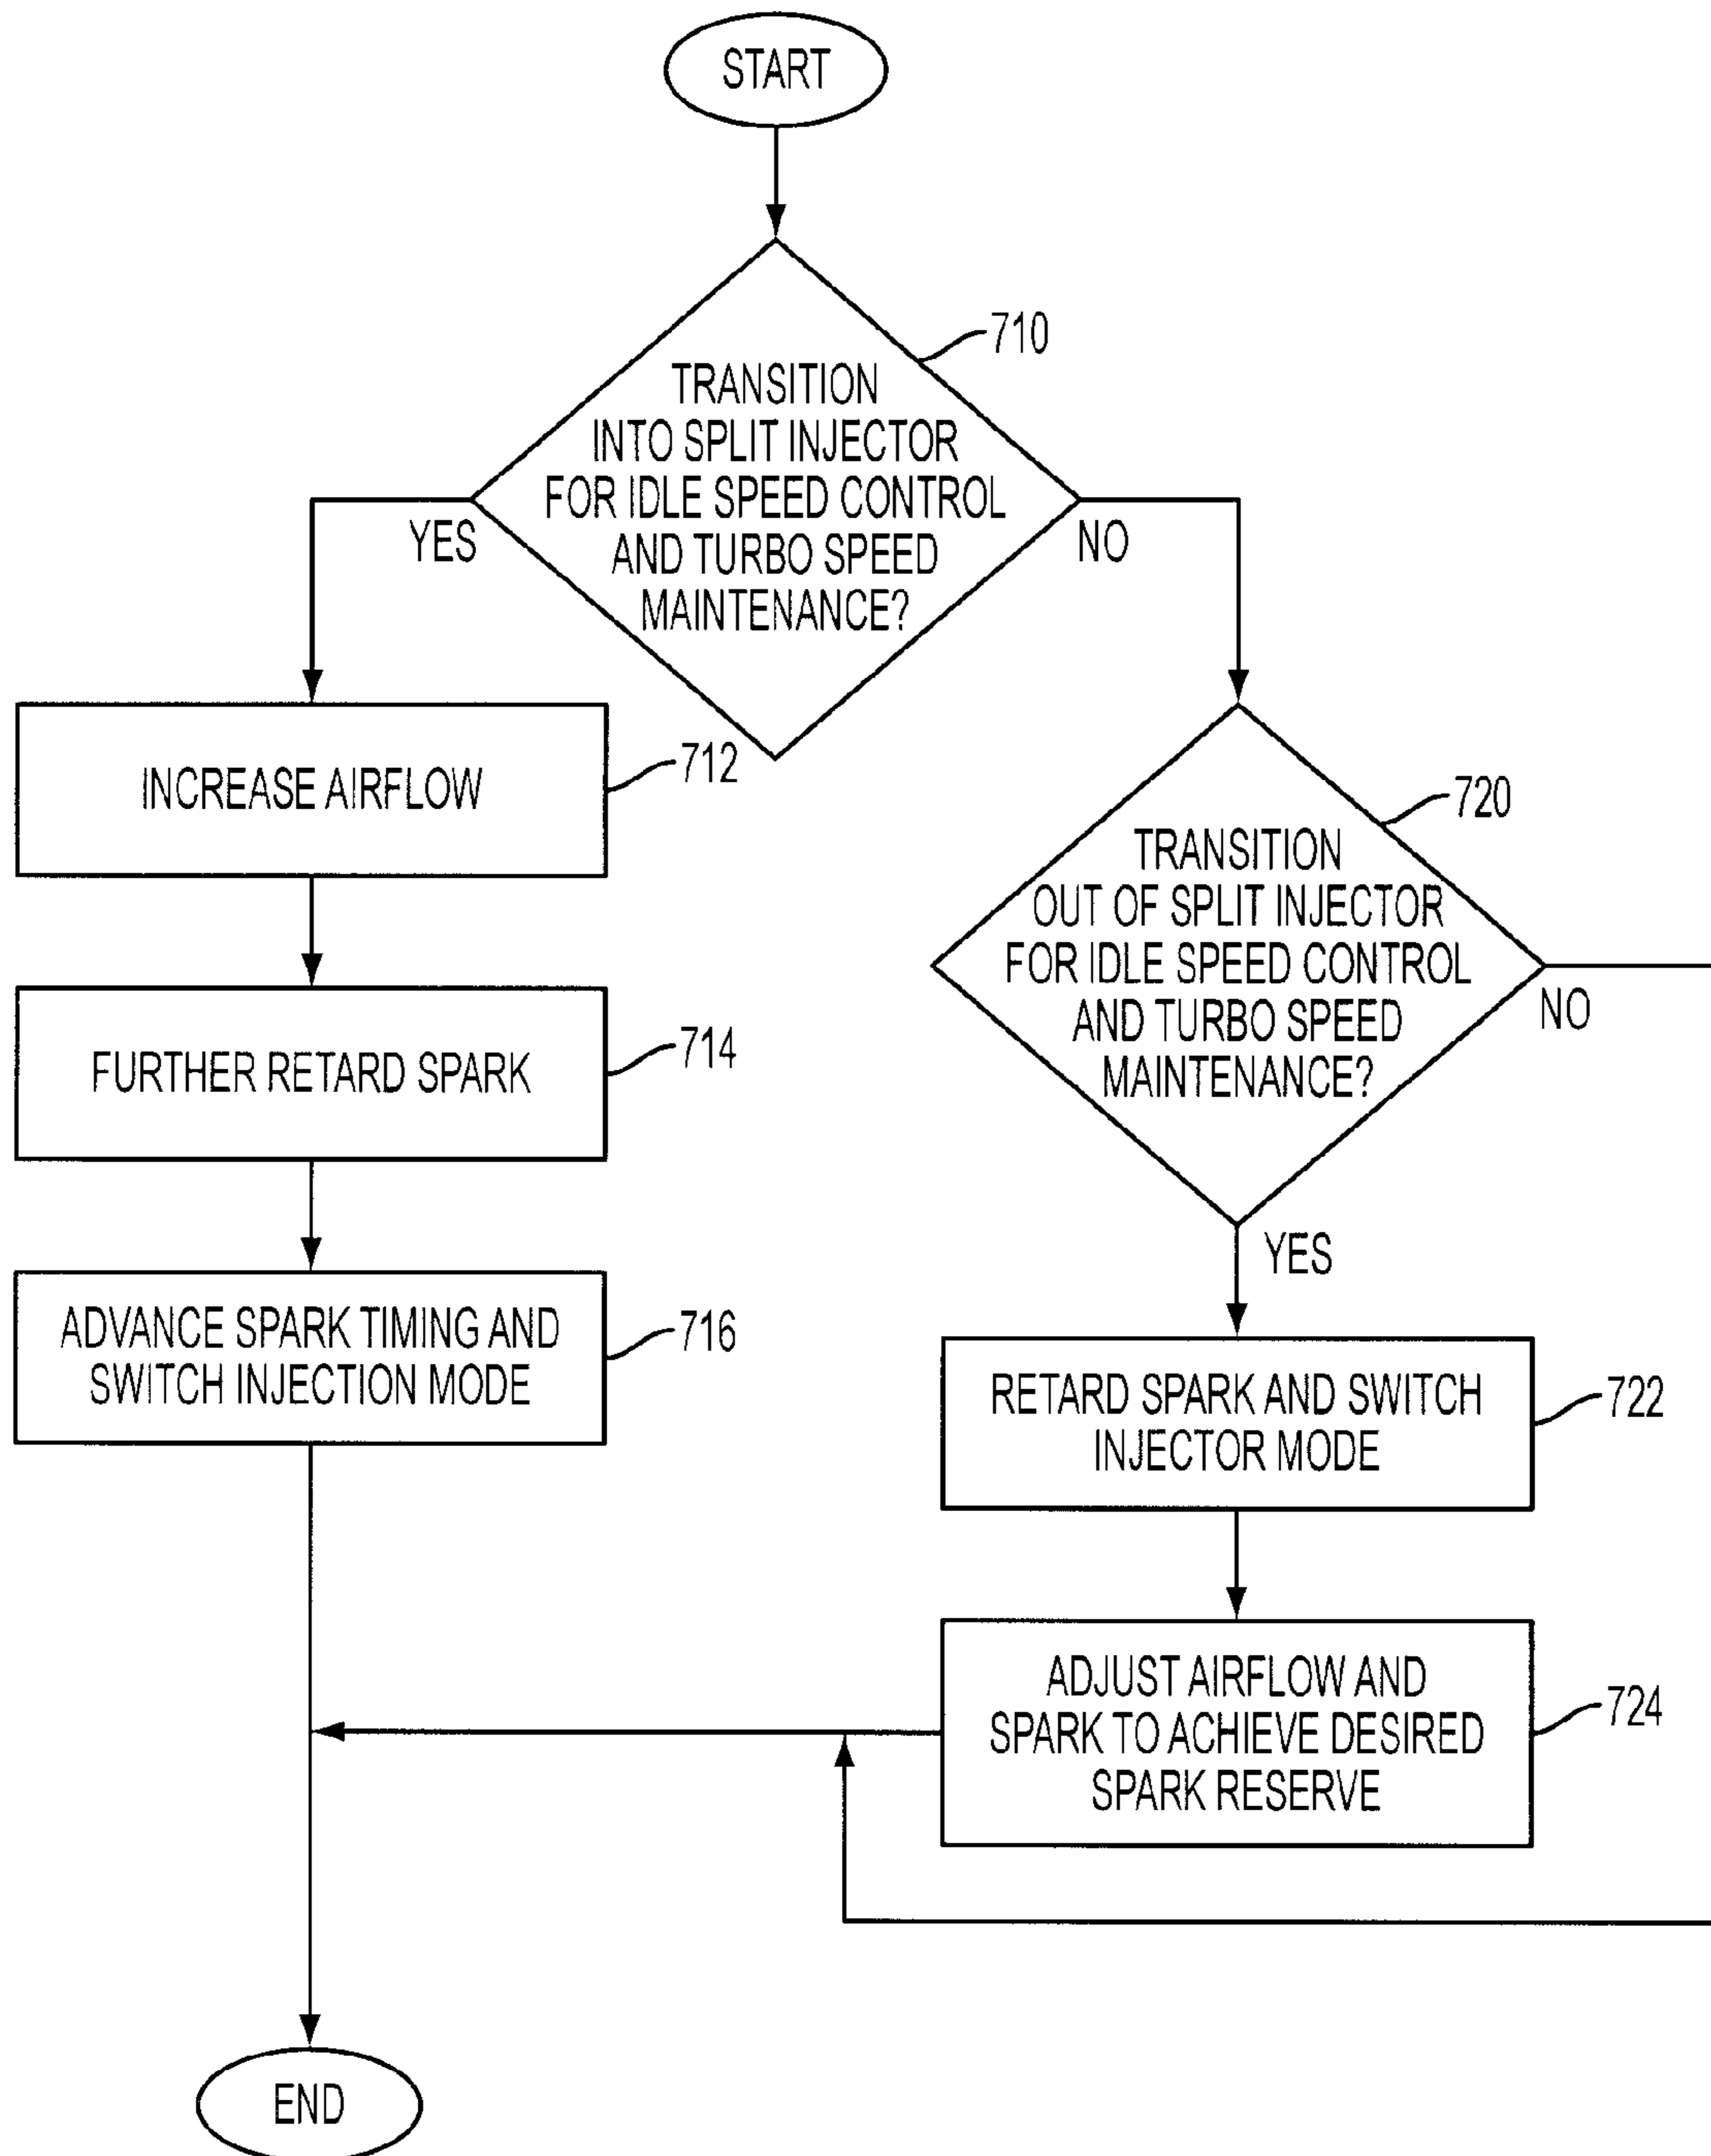 START
710
TRANSITION
INTO SPLIT INJECTOR
FOR IDLE SPEED CONTROL
AND TURBO SPEED
MAINTENANCE?
YES
NO
INCREASE AIRFLOW
712
FURTHER RETARD SPARK
714
ADVANCE SPARK TIMING AND
SWITCH INJECTION MODE
716
720
TRANSITION
OUT OF SPLIT INJECTOR
FOR IDLE SPEED CONTROL
AND TURBO SPEED
MAINTENANCE?
NO
YES
RETARD SPARK AND SWITCH
INJECTOR MODE
722
ADJUST AIRFLOW AND
SPARK TO ACHIEVE DESIRED
SPARK RESERVE
724
END